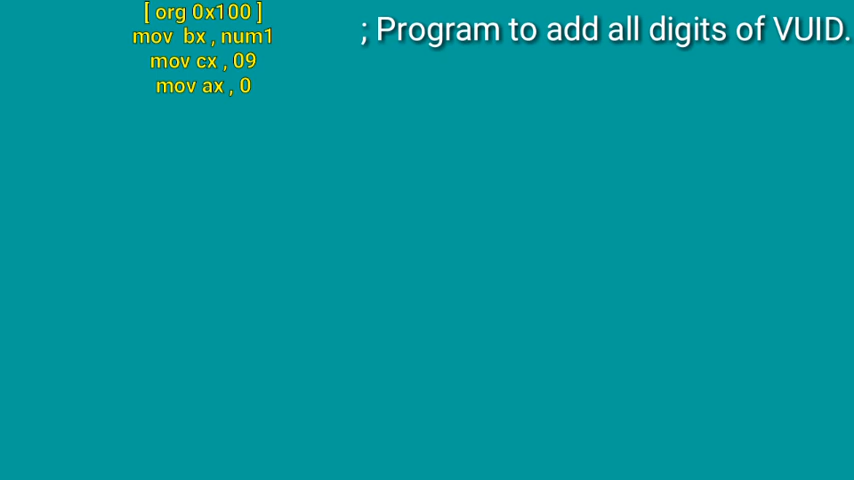 [ org 0x100 ]
mov bx , num1
mov cx , 09
mov ax , 0
; Program to add all digits of VUID.